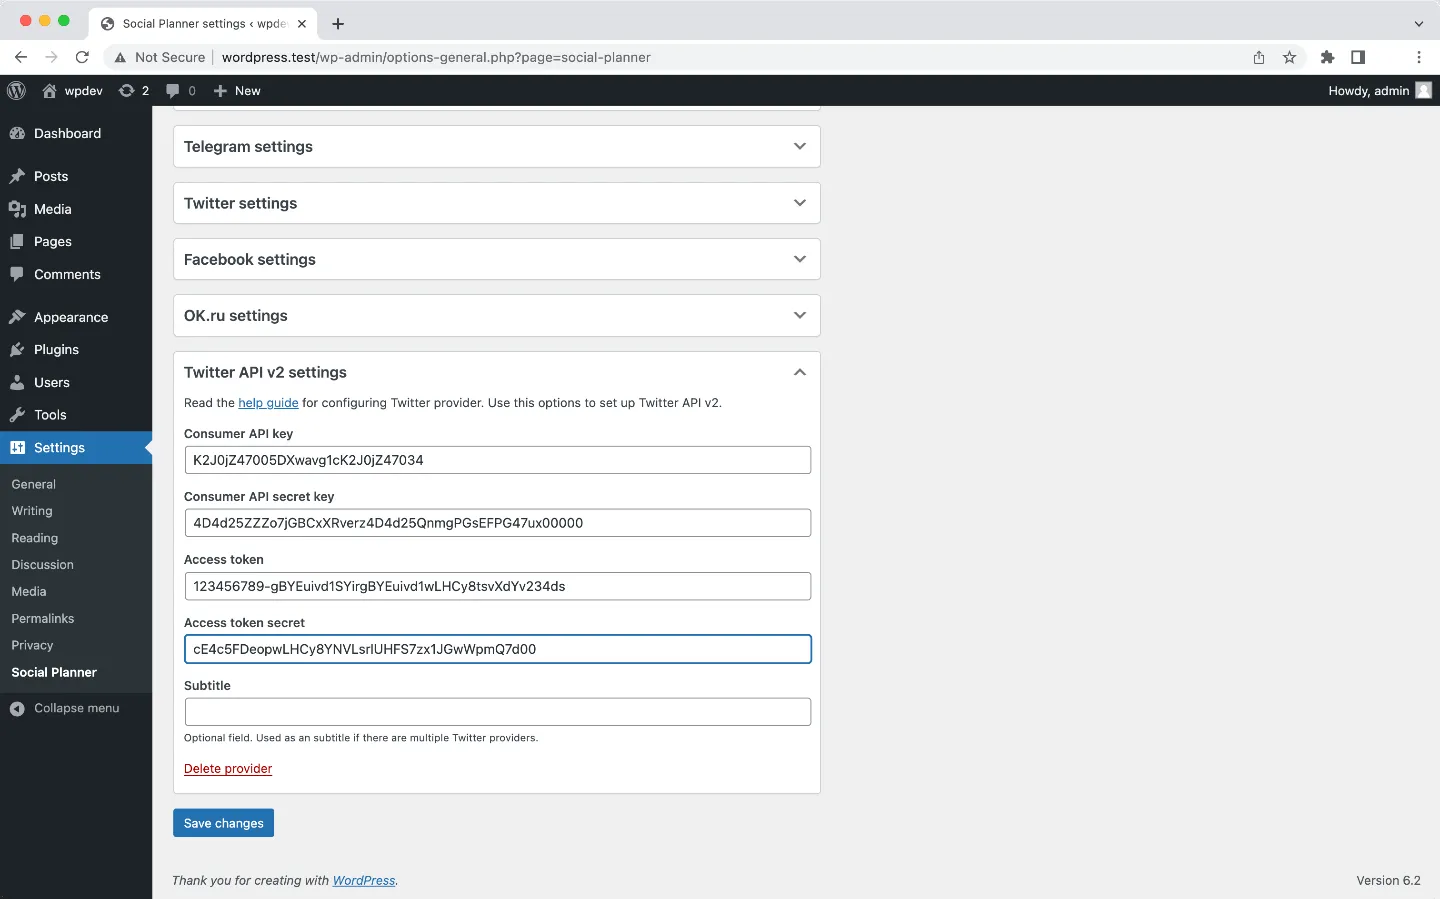 Social Planner settings ‹ wpde
Not Secure wordpress.test/wp-admin/options-general.php?page=social-planner
wpdev 2 0 New Howdy, admin
Dashboard
Posts
Media
Pages
Comments
Appearance
Plugins
Users
Tools
Settings
General
Writing
Reading
Discussion
Media
Permalinks
Privacy
Social Planner
Collapse menu
Telegram settings
Twitter settings
Facebook settings
OK.ru settings
Twitter API v2 settings
Read the help guide for configuring Twitter provider. Use this options to set up Twitter API v2.
Consumer API key
K2J0jZ47005DXwavg1cK2J0jZ47034
Consumer API secret key
4D4d25ZZZo7jGBCxXRverz4D4d25QnmgPGsEFPG47ux00000
Access token
123456789-gBYEuivd1SYirgBYEuivd1wLHCy8tsvXdYv234ds
Access token secret
cE4c5FDeopwLHCy8YNVLsrIUHFS7zx1JGwWpmQ7d00
Subtitle
Optional field. Used as an subtitle if there are multiple Twitter providers.
Delete provider
Save changes
Thank you for creating with WordPress.
Version 6.2